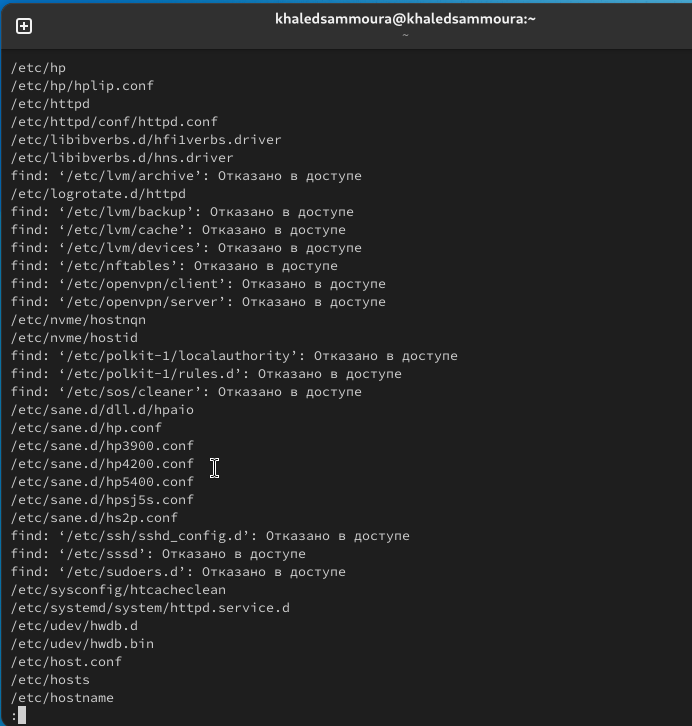 khaledsammoura@khaledsammoura:~
~
/etc/hp
/etc/hp/hplip.conf
/etc/httpd
/etc/httpd/conf/httpd.conf
/etc/libibverbs.d/hfi1verbs.driver
/etc/libibverbs.d/hns.driver
find: ‘/etc/lvm/archive’: Отказано в доступе
/etc/logrotate.d/httpd
find: ‘/etc/lvm/backup’: Отказано в доступе
find: ‘/etc/lvm/cache’: Отказано в доступе
find: ‘/etc/lvm/devices’: Отказано в доступе
find: ‘/etc/nftables’: Отказано в доступе
find: ‘/etc/openvpn/client’: Отказано в доступе
find: ‘/etc/openvpn/server’: Отказано в доступе
/etc/nvme/hostnqn
/etc/nvme/hostid
find: ‘/etc/polkit-1/localauthority’: Отказано в доступе
find: ‘/etc/polkit-1/rules.d’: Отказано в доступе
find: ‘/etc/sos/cleaner’: Отказано в доступе
/etc/sane.d/dll.d/hpaio
/etc/sane.d/hp.conf
/etc/sane.d/hp3900.conf
/etc/sane.d/hp4200.conf
/etc/sane.d/hp5400.conf
/etc/sane.d/hpsj5s.conf
/etc/sane.d/hs2p.conf
find: ‘/etc/ssh/sshd_config.d’: Отказано в доступе
find: ‘/etc/sssd’: Отказано в доступе
find: ‘/etc/sudoers.d’: Отказано в доступе
/etc/sysconfig/htcacheclean
/etc/systemd/system/httpd.service.d
/etc/udev/hwdb.d
/etc/udev/hwdb.bin
/etc/host.conf
/etc/hosts
/etc/hostname
: